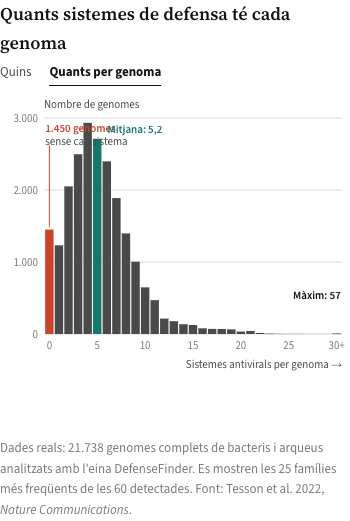 Quants sistemes de defensa té cada
genoma
Quins Quants per genoma
Nombre de genomes
3.000
1.450 genomes
Mitjana: 5,2
sense cap sistema
2.000
1.000
Màxim: 57
0
0 5 10 15 20 25 30+
Sistemes antivirals per genoma →
Dades reals: 21.738 genomes complets de bacteris i arqueus
analitzats amb l'eina DefenseFinder. Es mostren les 25 famílies
més freqüents de les 60 detectades. Font: Tesson et al. 2022,
Nature Communications.